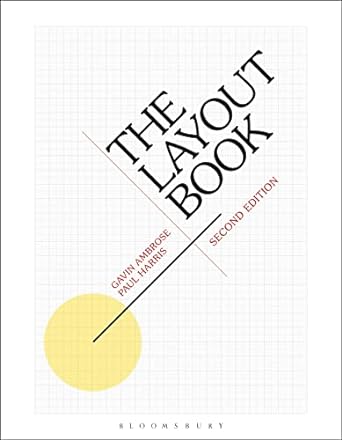 THE
LAYOUT
BOOK
GAVIN AMBROSE
PAUL HARRIS
SECOND EDITION
BLOOMSBURY